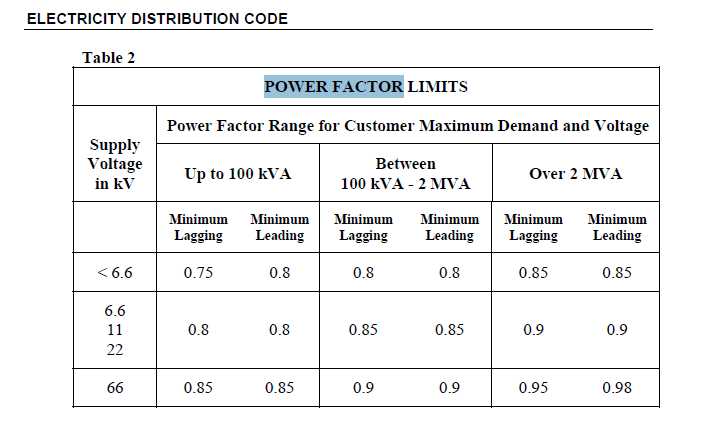 ELECTRICITY DISTRIBUTION CODE
Table 2
POWER FACTOR LIMITS
Supply
Voltage
in kV
Power Factor Range for Customer Maximum Demand and Voltage
Up to 100 kVA
Between
100 kVA - 2 MVA
Over 2 MVA
Minimum Lagging
Minimum Leading
Minimum Lagging
Minimum Leading
Minimum Lagging
Minimum Leading
< 6.6 0.75 0.8 0.8 0.8 0.85 0.85
6.6
11 0.8 0.8 0.85 0.85 0.9 0.9
22
66 0.85 0.85 0.9 0.9 0.95 0.98